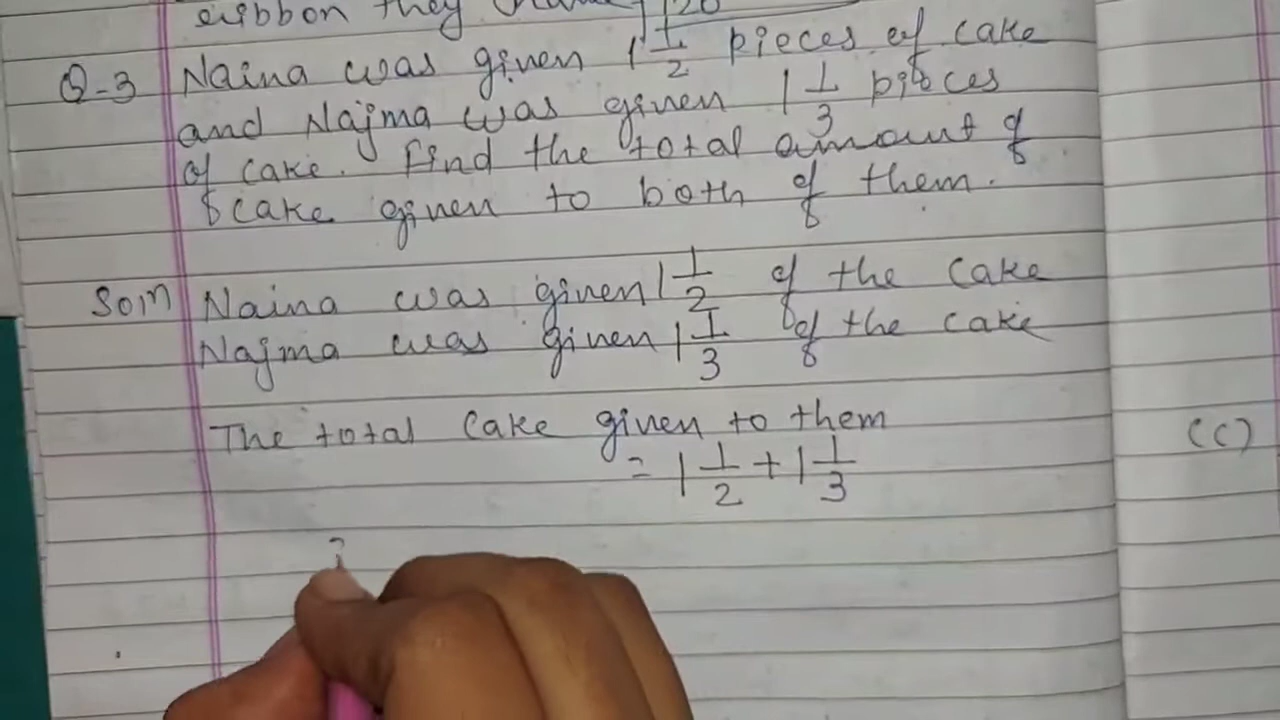 ribbon they
Q-3 Naina was given 1 1/2 pieces of cake
and Najma was given 1 1/3 pieces
of cake. Find the total amount of
cake given to both of them.
Soln Naina was given 1 1/2 of the cake
Najma was given 1 1/3 of the cake
The total cake given to them
= 1 1/2 + 1 1/3
(C)